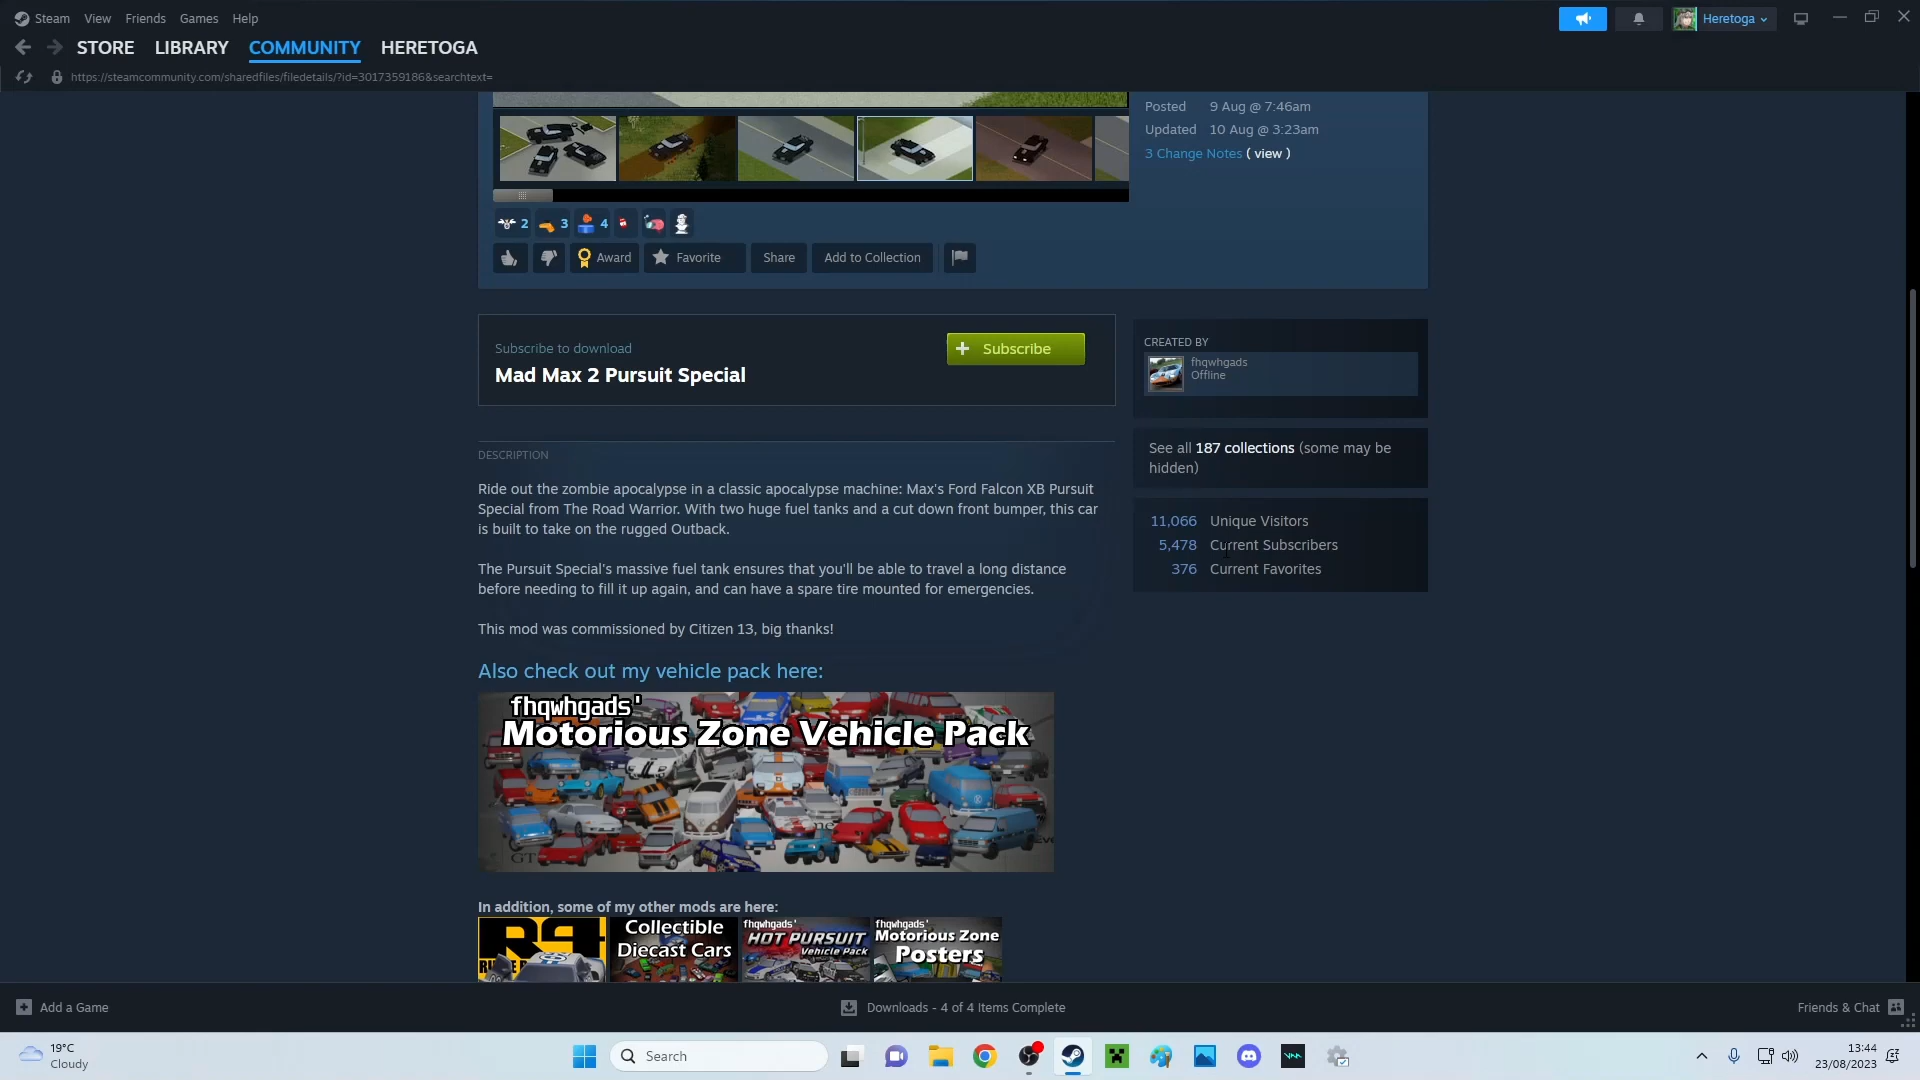 Steam View Friends Games Help
Heretoga
STORE LIBRARY COMMUNITY HERETOGA
https://steamcommunity.com/sharedfiles/filedetails/?id=3017359186&searchtext=
Posted 9 Aug @ 7:46am
Updated 10 Aug @ 3:23am
3 Change Notes ( view )
2 3 4
Award Favorite Share Add to Collection
Subscribe to download
Mad Max 2 Pursuit Special
Subscribe
CREATED BY
fhqwhgads
Offline
See all 187 collections (some may be
hidden)
11,066 Unique Visitors
5,478 Current Subscribers
376 Current Favorites
DESCRIPTION
Ride out the zombie apocalypse in a classic apocalypse machine: Max's Ford Falcon XB Pursuit
Special from The Road Warrior. With two huge fuel tanks and a cut down front bumper, this car
is built to take on the rugged Outback.
The Pursuit Special's massive fuel tank ensures that you'll be able to travel a long distance
before needing to fill it up again, and can have a spare tire mounted for emergencies.
This mod was commissioned by Citizen 13, big thanks!
Also check out my vehicle pack here:
fhqwhgads'
Motorious Zone Vehicle Pack
In addition, some of my other mods are here:
Collectible
Diecast Cars
fhqwhgads'
HOT PURSUIT
Vehicle Pack
fhqwhgads'
Motorious Zone
Posters
Add a Game
Downloads - 4 of 4 Items Complete
Friends & Chat
19°C
Cloudy
Search
13:44
23/08/2023